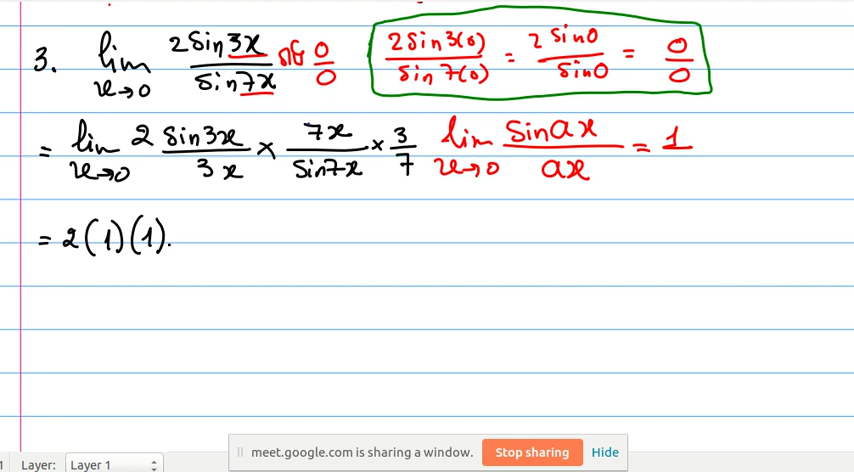 3. lim x→0 2sin3x/sin7x រាង 0/0 2sin3(0)/sin7(0) = 2sin0/sin0 = 0/0
= lim x→0 2 sin3x/3x × 7x/sin7x × 3/7 lim x→0 sinax/ax = 1
= 2(1)(1).
meet.google.com is sharing a window. Stop sharing Hide
Layer: Layer 1